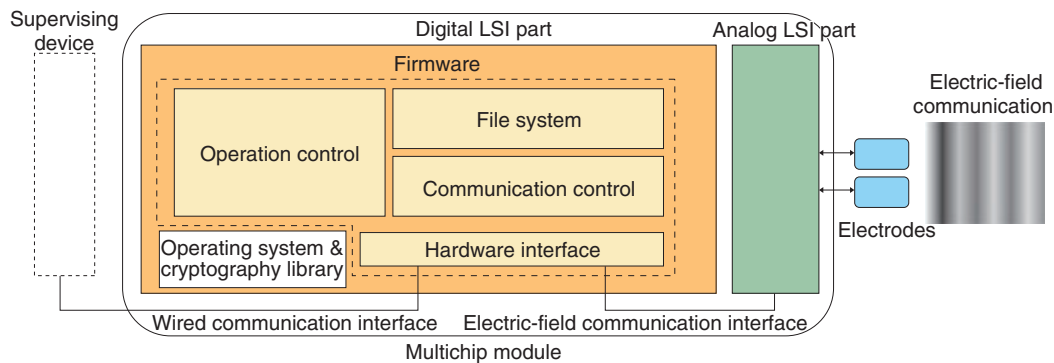 Supervising
device
Digital LSI part
Analog LSI part
Firmware
Electric-field
communication
Operation control
File system
Communication control
Electrodes
Operating system &
cryptography library
Hardware interface
Wired communication interface
Electric-field communication interface
Multichip module